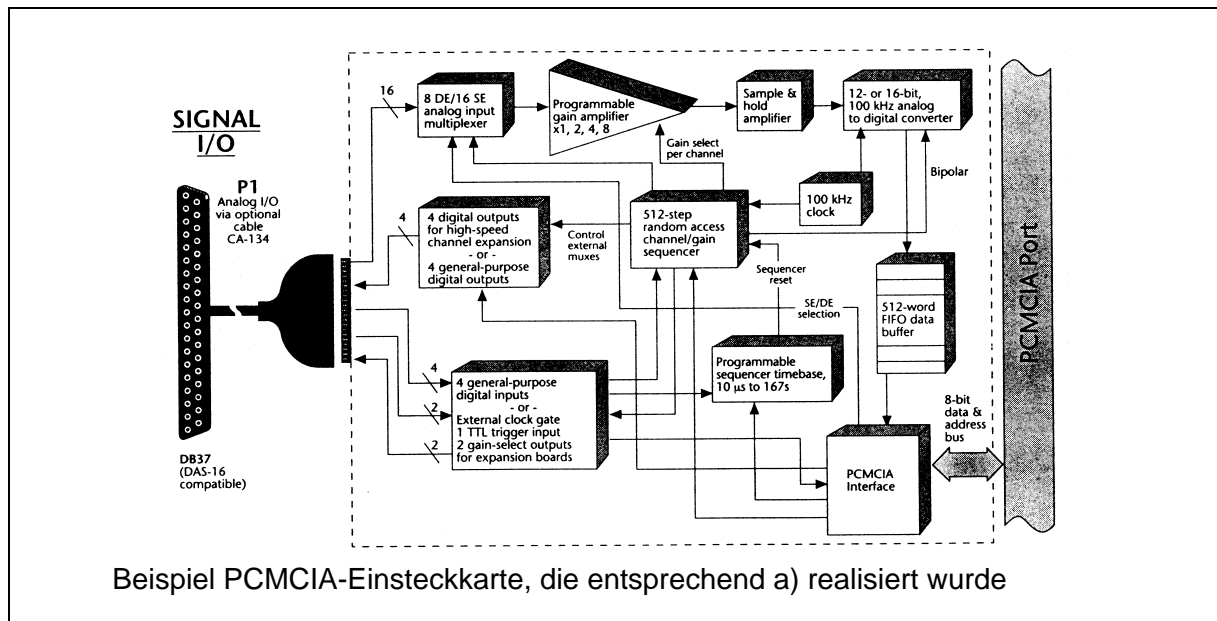 SIGNAL
I/O
P1
Analog I/O
via optional
cable
CA-134
DB37
(DAS-16
compatible)
16
8 DE/16 SE
analog input
multiplexer
Programmable
gain amplifier
x1, 2, 4, 8
Sample &
hold
amplifier
12- or 16-bit,
100 kHz analog
to digital converter
Gain select
per channel
Bipolar
100 kHz
clock
4
4 digital outputs
for high-speed
channel expansion
- or -
4 general-purpose
digital outputs
Control
external
muxes
512-step
random access
channel/gain
sequencer
Sequencer
reset
SE/DE
selection
512-word
FIFO data
buffer
4
2
2
4 general-purpose
digital inputs
- or -
External clock gate
1 TTL trigger input
2 gain-select outputs
for expansion boards
Programmable
sequencer timebase,
10 µs to 167s
PCMCIA
Interface
8-bit
data &
address
bus
PCMCIA Port
Beispiel PCMCIA-Einsteckkarte, die entsprechend a) realisiert wurde